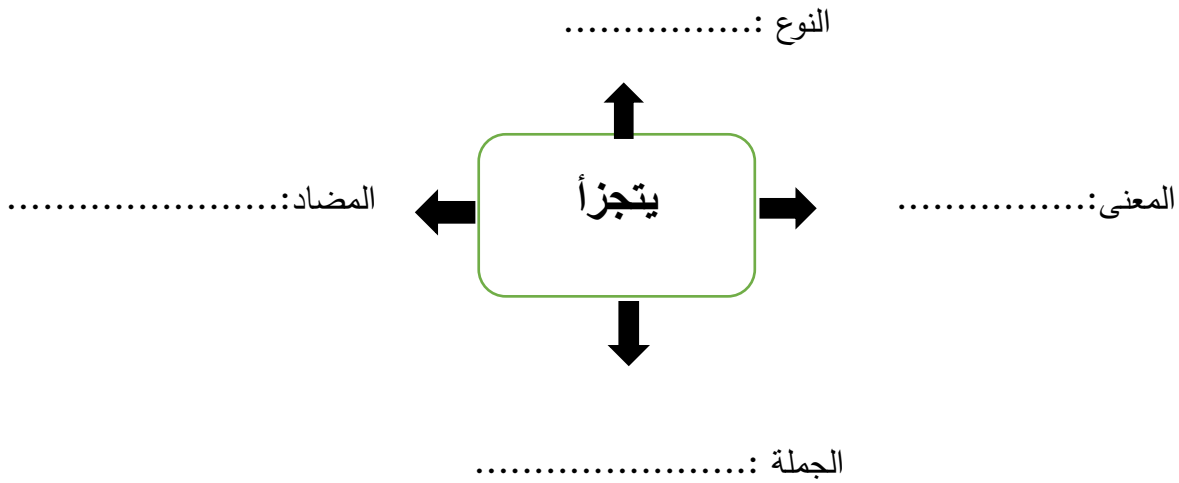 النوع :................
المعنى:................
يتجزأ
المضاد:.......................
الجملة :.......................